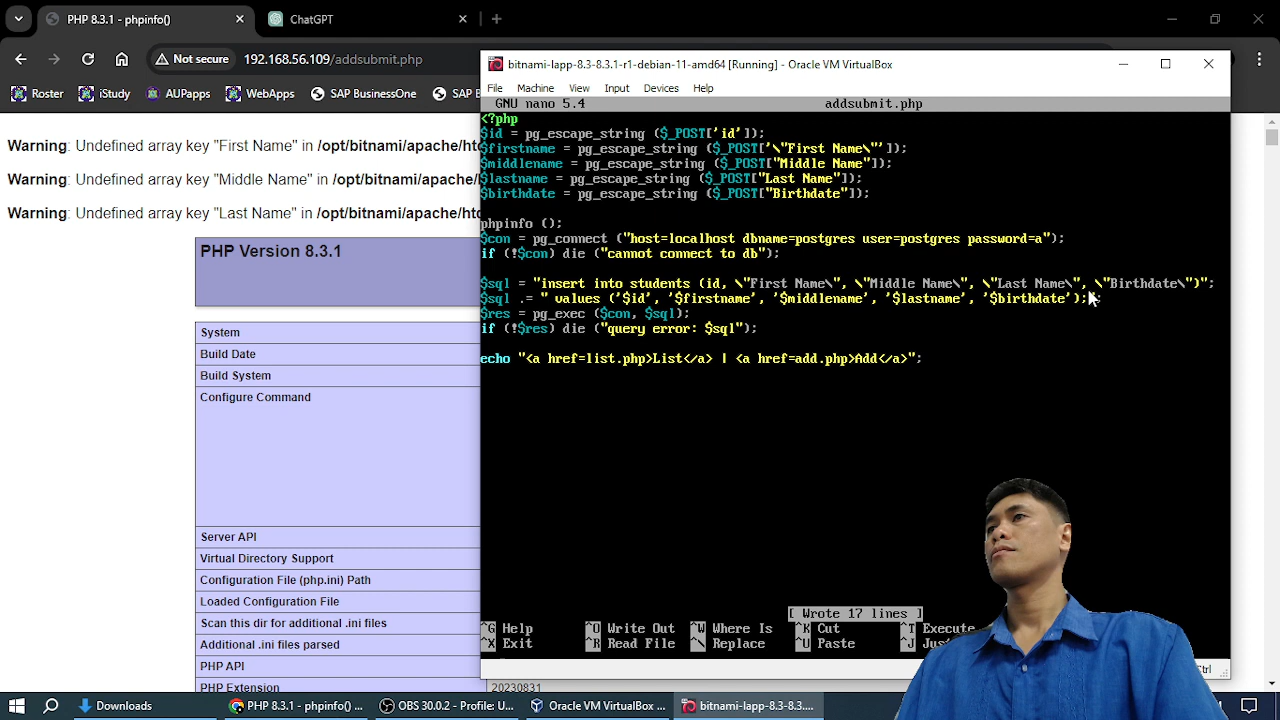 PHP 8.3.1 - phpinfo()
ChatGPT
Not secure
192.168.56.109/addsubmit.php
Roster
iStudy
AUPapps
WebApps
SAP BusinessOne
SAP B
Warning: Undefined array key "First Name" in /opt/bitnami/apache/hto
Warning: Undefined array key "Middle Name" in /opt/bitnami/apache/
Warning: Undefined array key "Last Name" in /opt/bitnami/apache/hto
PHP Version 8.3.1
System
Build Date
Build System
Configure Command
Server API
Virtual Directory Support
Configuration File (php.ini) Path
Loaded Configuration File
Scan this dir for additional .ini files
Additional .ini files parsed
PHP API
PHP Extension
20230831
bitnami-lapp-8.3-8.3.1-r1-debian-11-amd64 [Running] - Oracle VM VirtualBox
File Machine View Input Devices Help
GNU nano 5.4 addsubmit.php
<?php
$id = pg_escape_string ($_POST['id']);
$firstname = pg_escape_string ($_POST['\"First Name\"']);
$middlename = pg_escape_string ($_POST["Middle Name"]);
$lastname = pg_escape_string ($_POST["Last Name"]);
$birthdate = pg_escape_string ($_POST["Birthdate"]);
phpinfo ();
$con = pg_connect ("host=localhost dbname=postgres user=postgres password=a");
if (!$con) die ("cannot connect to db");
$sql = "insert into students (id, \"First Name\", \"Middle Name\", \"Last Name\", \"Birthdate\")";
$sql .= " values ('$id', '$firstname', '$middlename', '$lastname', '$birthdate');
$res = pg_exec ($con, $sql);
if (!$res) die ("query error: $sql");
echo "<a href=list.php>List</a> | <a href=add.php>Add</a>";
[ Wrote 17 lines ]
^G Help ^O Write Out ^W Where Is ^K Cut ^T Execute
^X Exit ^R Read File ^\ Replace ^U Paste ^J Jus
Ctrl
Downloads
PHP 8.3.1 - phpinfo() ...
OBS 30.0.2 - Profile: U...
Oracle VM VirtualBox ...
bitnami-lapp-8.3-8.3....